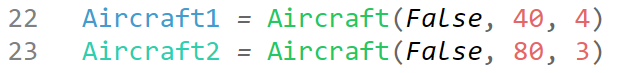 22 Aircraft1 = Aircraft(False, 40, 4)
23 Aircraft2 = Aircraft(False, 80, 3)